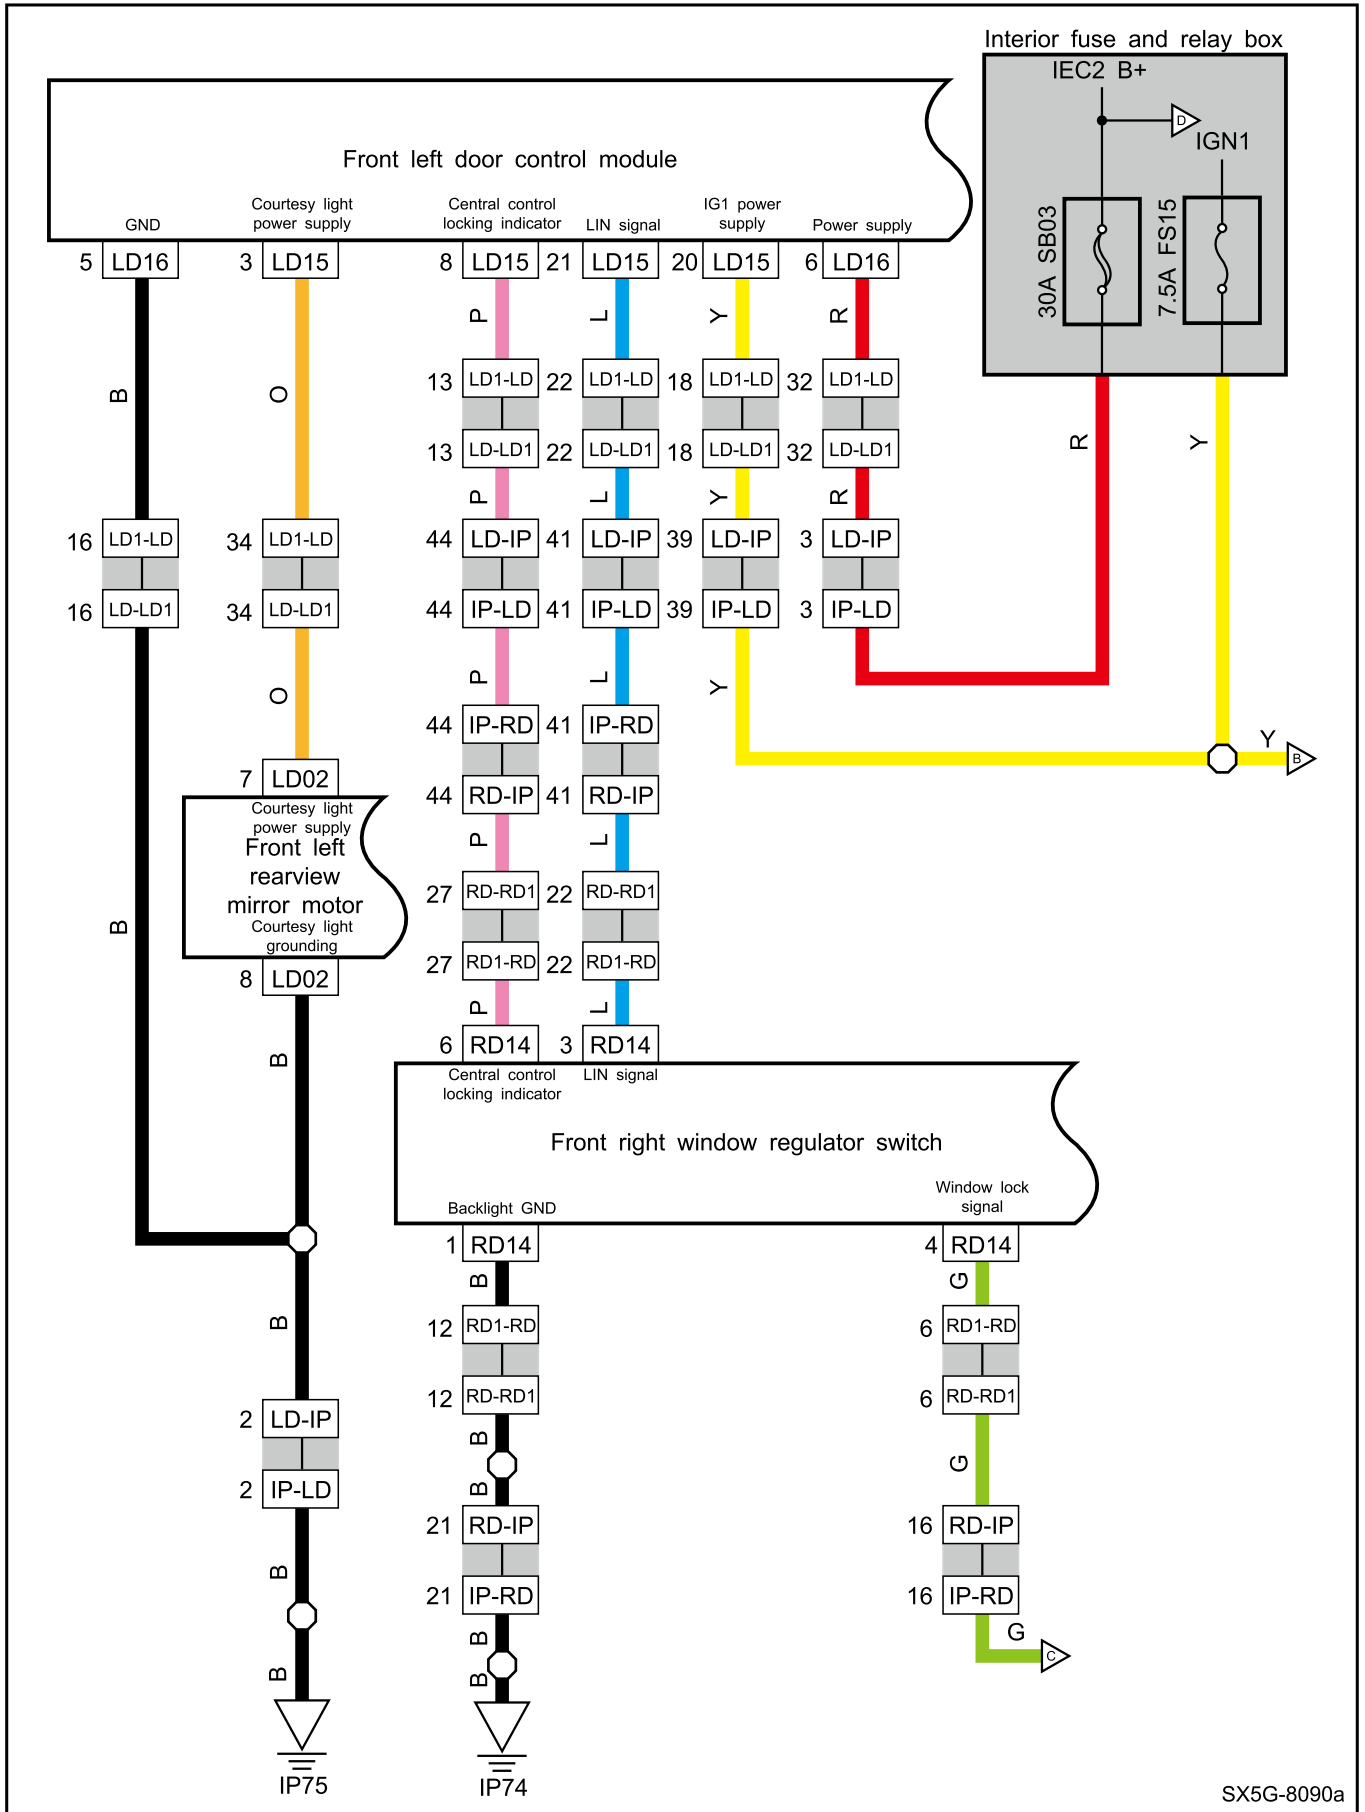 Interior fuse and relay box
IEC2 B+
D
IGN1
30A SB03
7.5A FS15
Front left door control module
GND
Courtesy light
power supply
Central control
locking indicator
LIN signal
IG1 power
supply
Power supply
5 LD16
3 LD15
8 LD15
21 LD15
20 LD15
6 LD16
B
O
P
L
Y
R
13 LD1-LD
22 LD1-LD
18 LD1-LD
32 LD1-LD
R
Y
13 LD-LD1
22 LD-LD1
18 LD-LD1
32 LD-LD1
P
L
Y
R
16 LD1-LD
34 LD1-LD
44 LD-IP
41 LD-IP
39 LD-IP
3 LD-IP
16 LD-LD1
34 LD-LD1
44 IP-LD
41 IP-LD
39 IP-LD
3 IP-LD
O
P
L
Y
44 IP-RD
41 IP-RD
Y
B
7 LD02
44 RD-IP
41 RD-IP
Courtesy light
power supply
Front left
rearview
mirror motor
Courtesy light
grounding
P
L
27 RD-RD1
22 RD-RD1
B
8 LD02
27 RD1-RD
22 RD1-RD
P
L
B
6 RD14
3 RD14
Central control
locking indicator
LIN signal
Front right window regulator switch
Backlight GND
Window lock
signal
1 RD14
4 RD14
B
G
B
12 RD1-RD
6 RD1-RD
12 RD-RD1
6 RD-RD1
2 LD-IP
B
G
2 IP-LD
B
21 RD-IP
16 RD-IP
B
21 IP-RD
16 IP-RD
B
G
C
B
B
IP75
IP74
SX5G-8090a